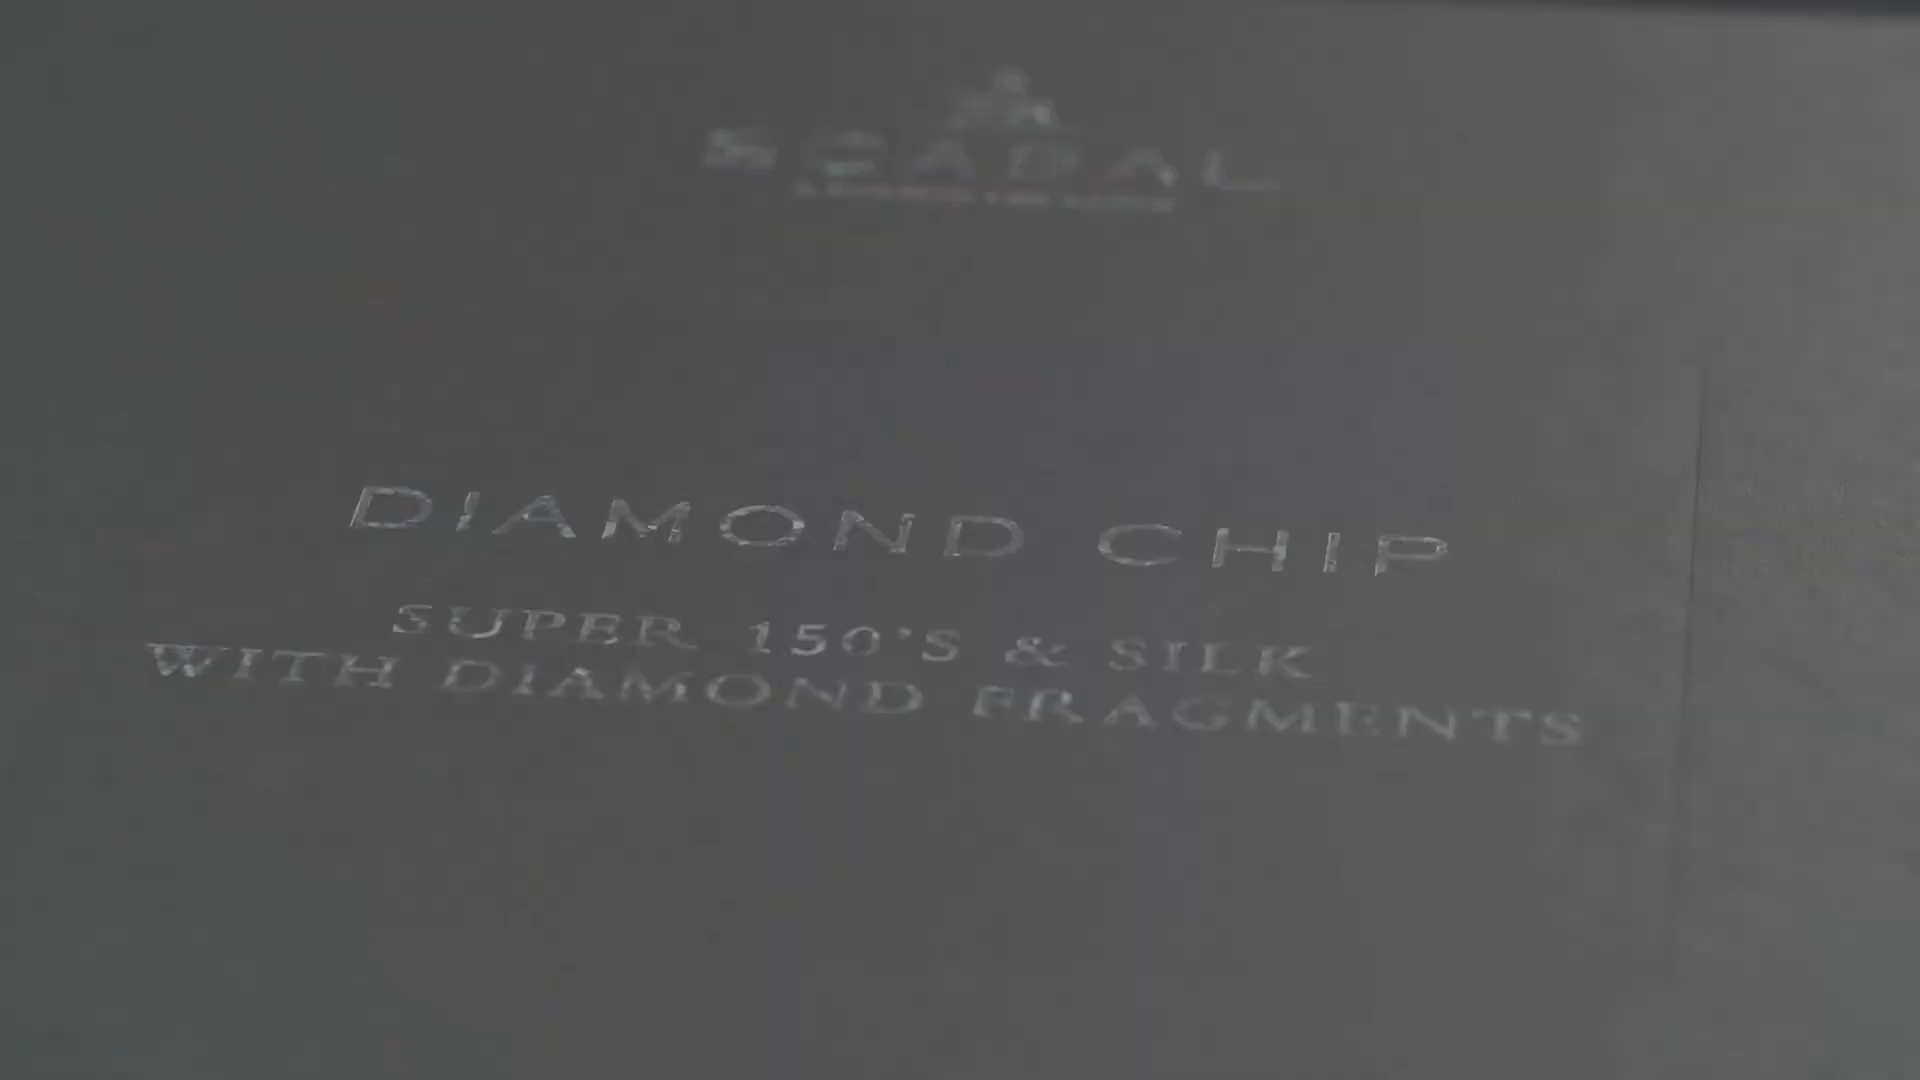 SCABAL
DIAMOND CHIP
SUPER 150'S & SILK
WITH DIAMOND FRAGMENTS